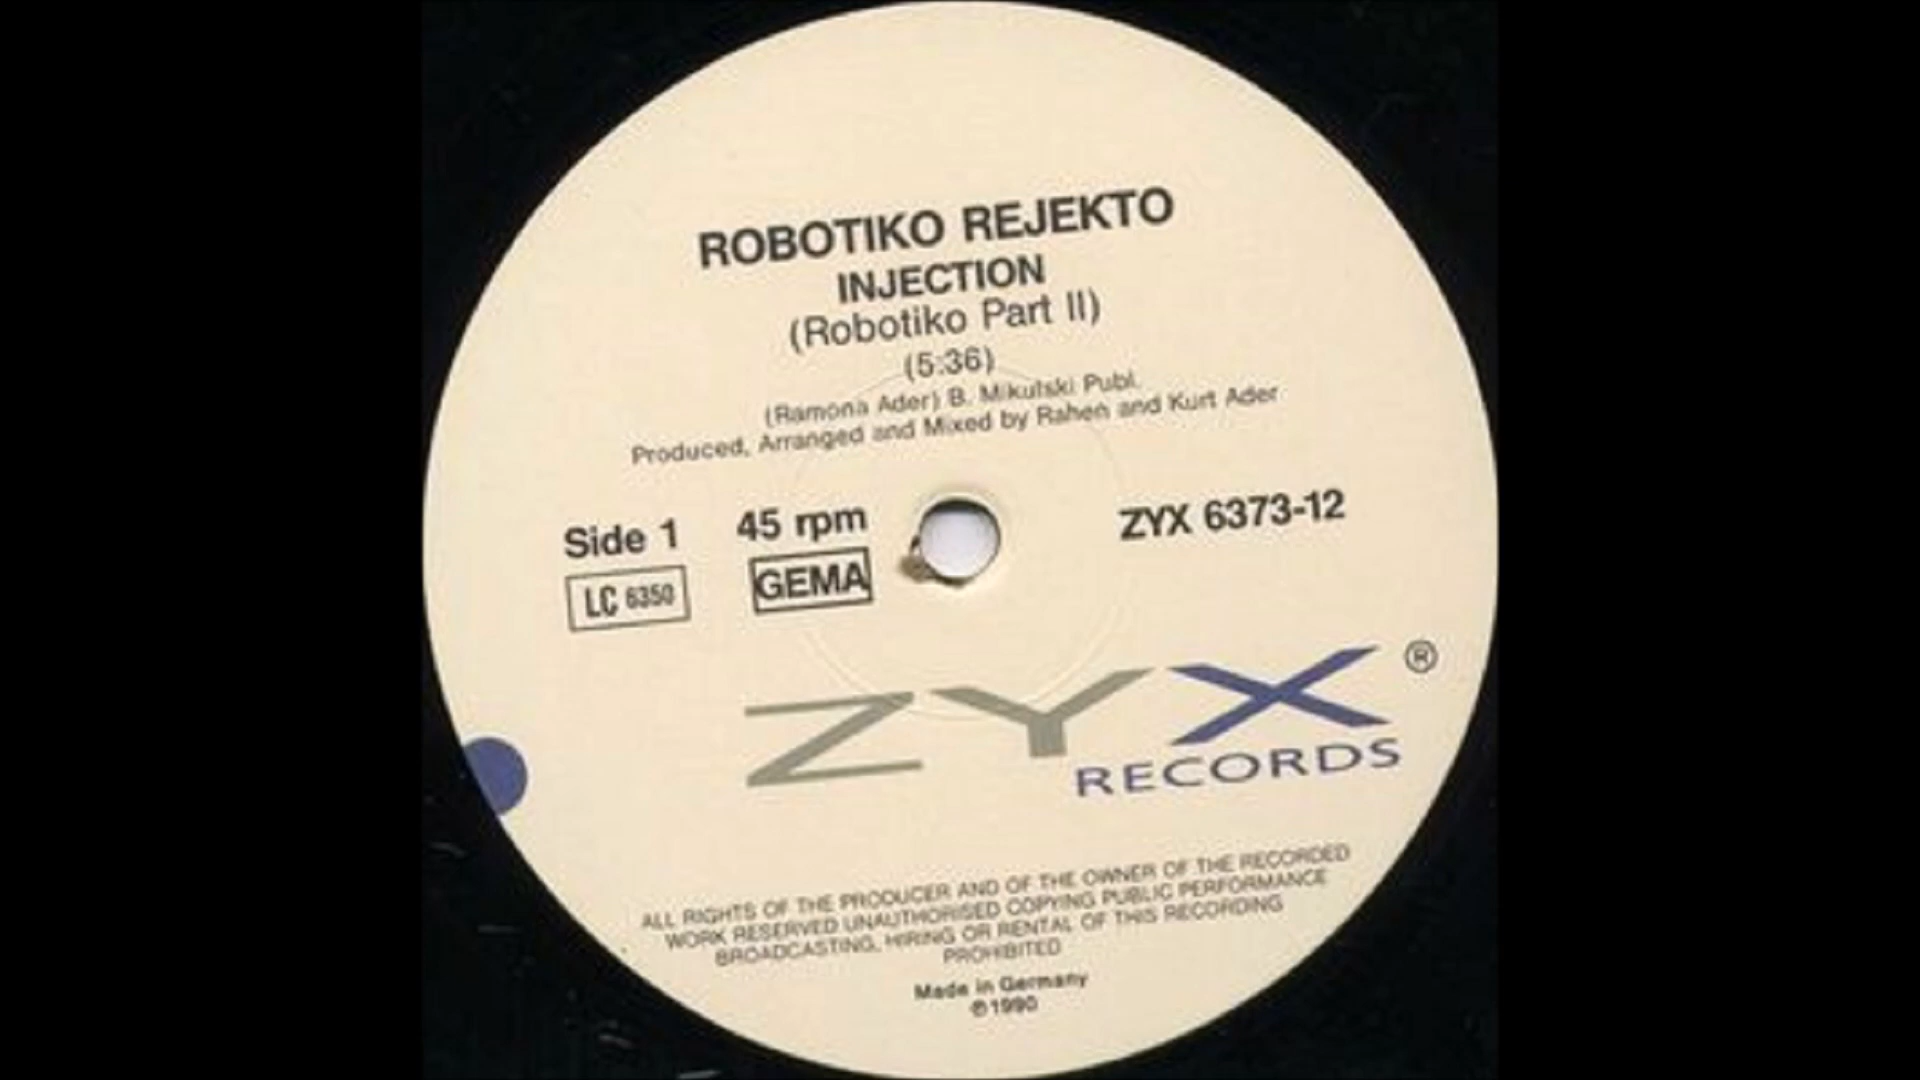 ROBOTIKO REJEKTO
INJECTION
(Robotiko Part II)
(5:36)
(Ramona Ader) B. Mikulski Publ.
Produced, Arranged and Mixed by Rahen and Kurt Ader
Side 1 45 rpm ZYX 6373-12
LC 6350 GEMA
ZYX ®
RECORDS
ALL RIGHTS OF THE PRODUCER AND OF THE OWNER OF THE RECORDED
WORK RESERVED UNAUTHORISED COPYING PUBLIC PERFORMANCE
BROADCASTING, HIRING OR RENTAL OF THIS RECORDING
PROHIBITED
Made in Germany
℗1990